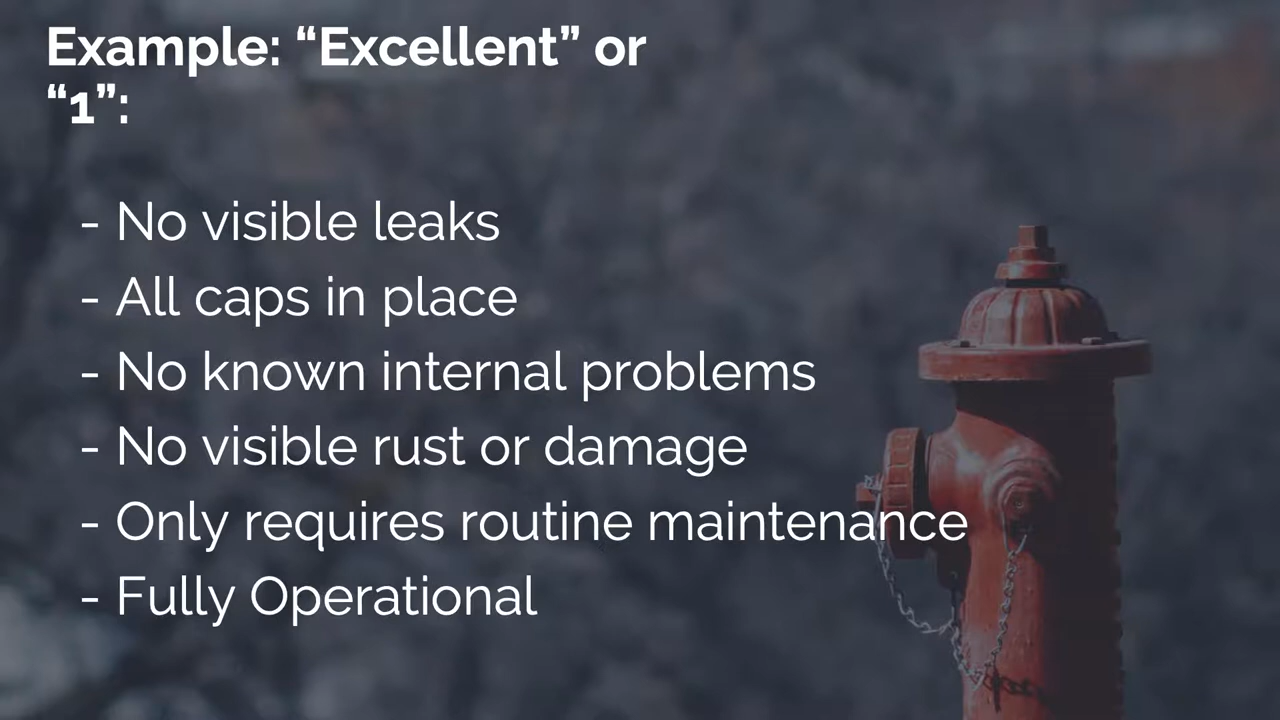 Example: “Excellent” or
“1”:
- No visible leaks
- All caps in place
- No known internal problems
- No visible rust or damage
- Only requires routine maintenance
- Fully Operational